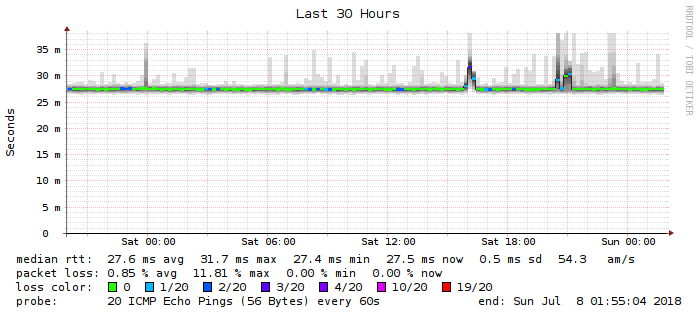 Last 30 Hours
RRDTOOL / TOBI OETIKER
Seconds
35 m
30 m
25 m
20 m
15 m
10 m
5 m
0
Sat 00:00 Sat 06:00 Sat 12:00 Sat 18:00 Sun 00:00
median rtt: 27.6 ms avg 31.7 ms max 27.4 ms min 27.5 ms now 0.5 ms sd 54.3 am/s
packet loss: 0.85 % avg 11.81 % max 0.00 % min 0.00 % now
loss color: 0 1/20 2/20 3/20 4/20 10/20 19/20
probe: 20 ICMP Echo Pings (56 Bytes) every 60s end: Sun Jul 8 01:55:04 2018